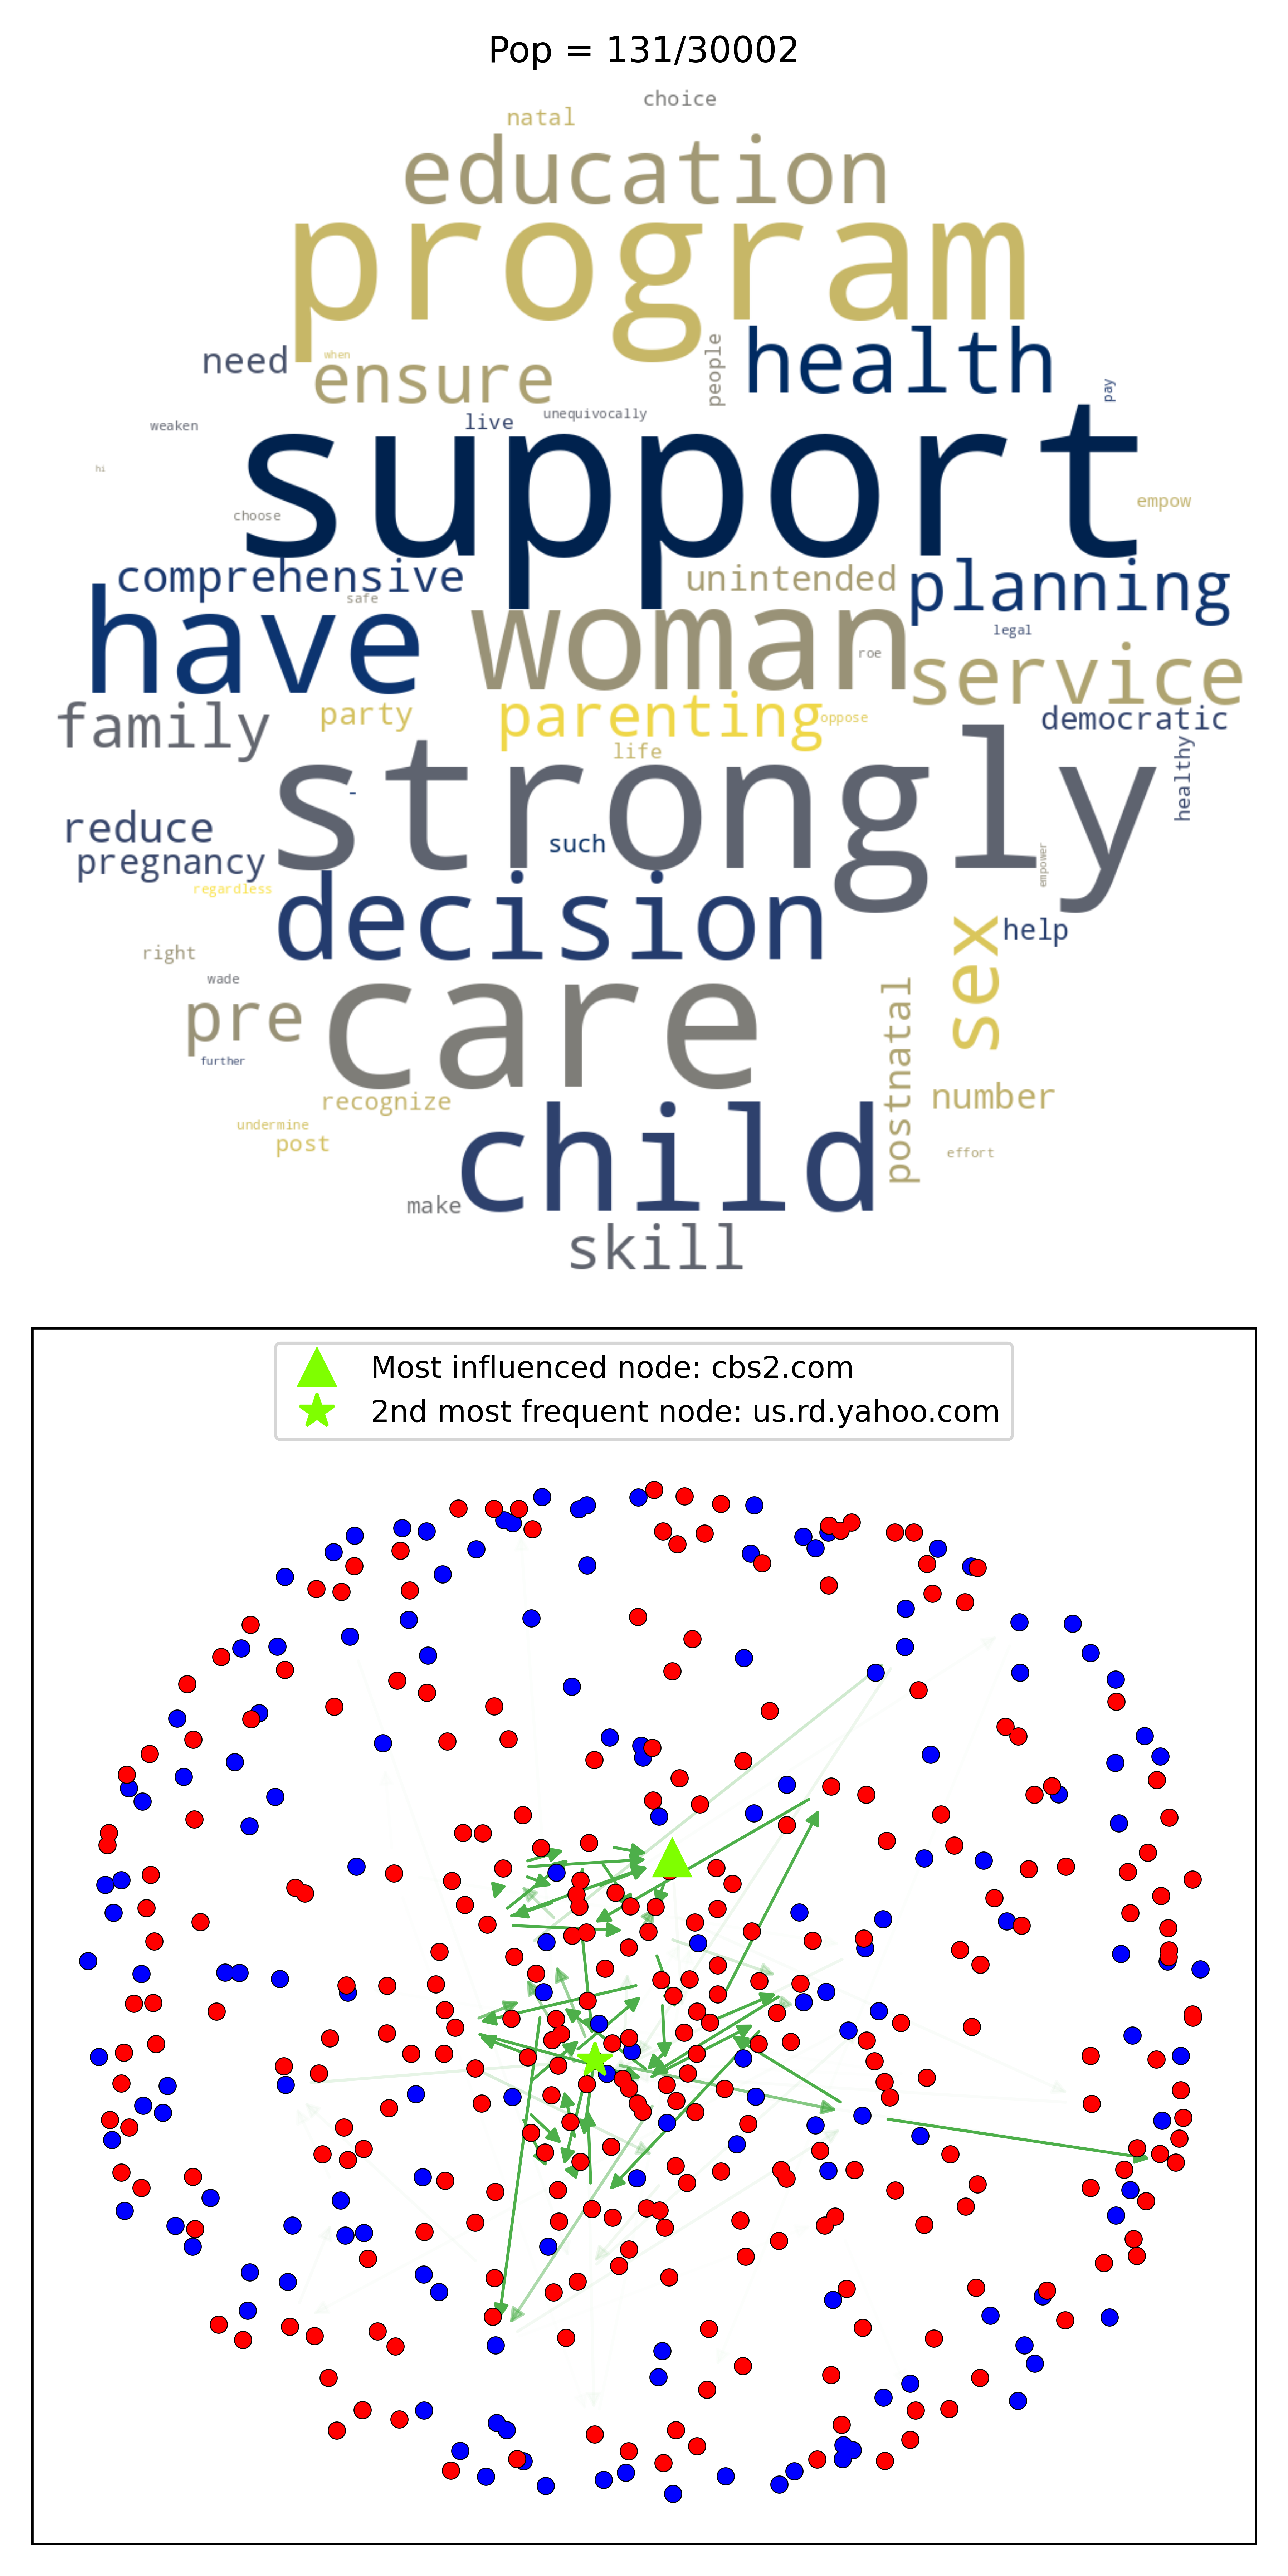 Pop = 131/30002
choice
natal
education
program
need
when
ensure
people
health
pay
weaken
live
unequivocally
hi
support
choose
empow
comprehensive
safe
unintended
planning
have
woman
roe
legal
service
family
party
parenting
oppose
democratic
life
healthy
strongly
-
reduce
such
pregnancy
empower
regardless
decision
sex
help
right
wade
pre
care
further
postnatal
recognize
number
undermine
post
child
effort
make
skill
Most influenced node: cbs2.com
2nd most frequent node: us.rd.yahoo.com